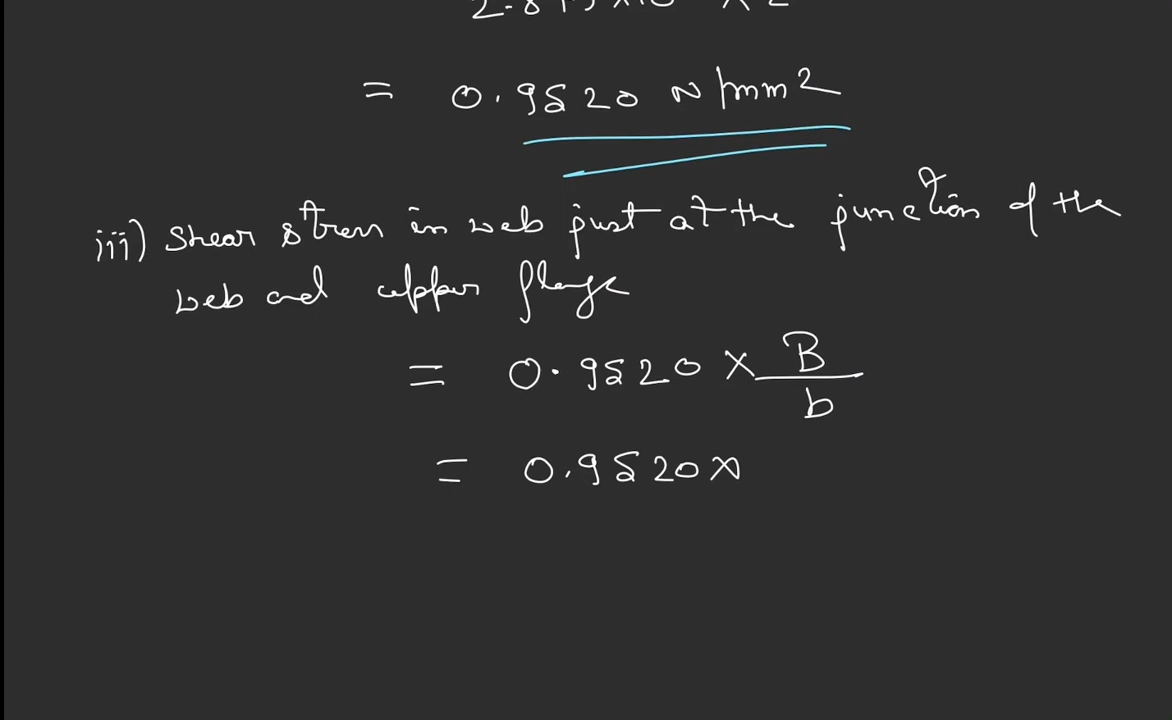 = 0.9520 N/mm2
iii) Shear stress in web just at the junction of the
web and upper flange
= 0.9520 × B
b
= 0.9520 ×